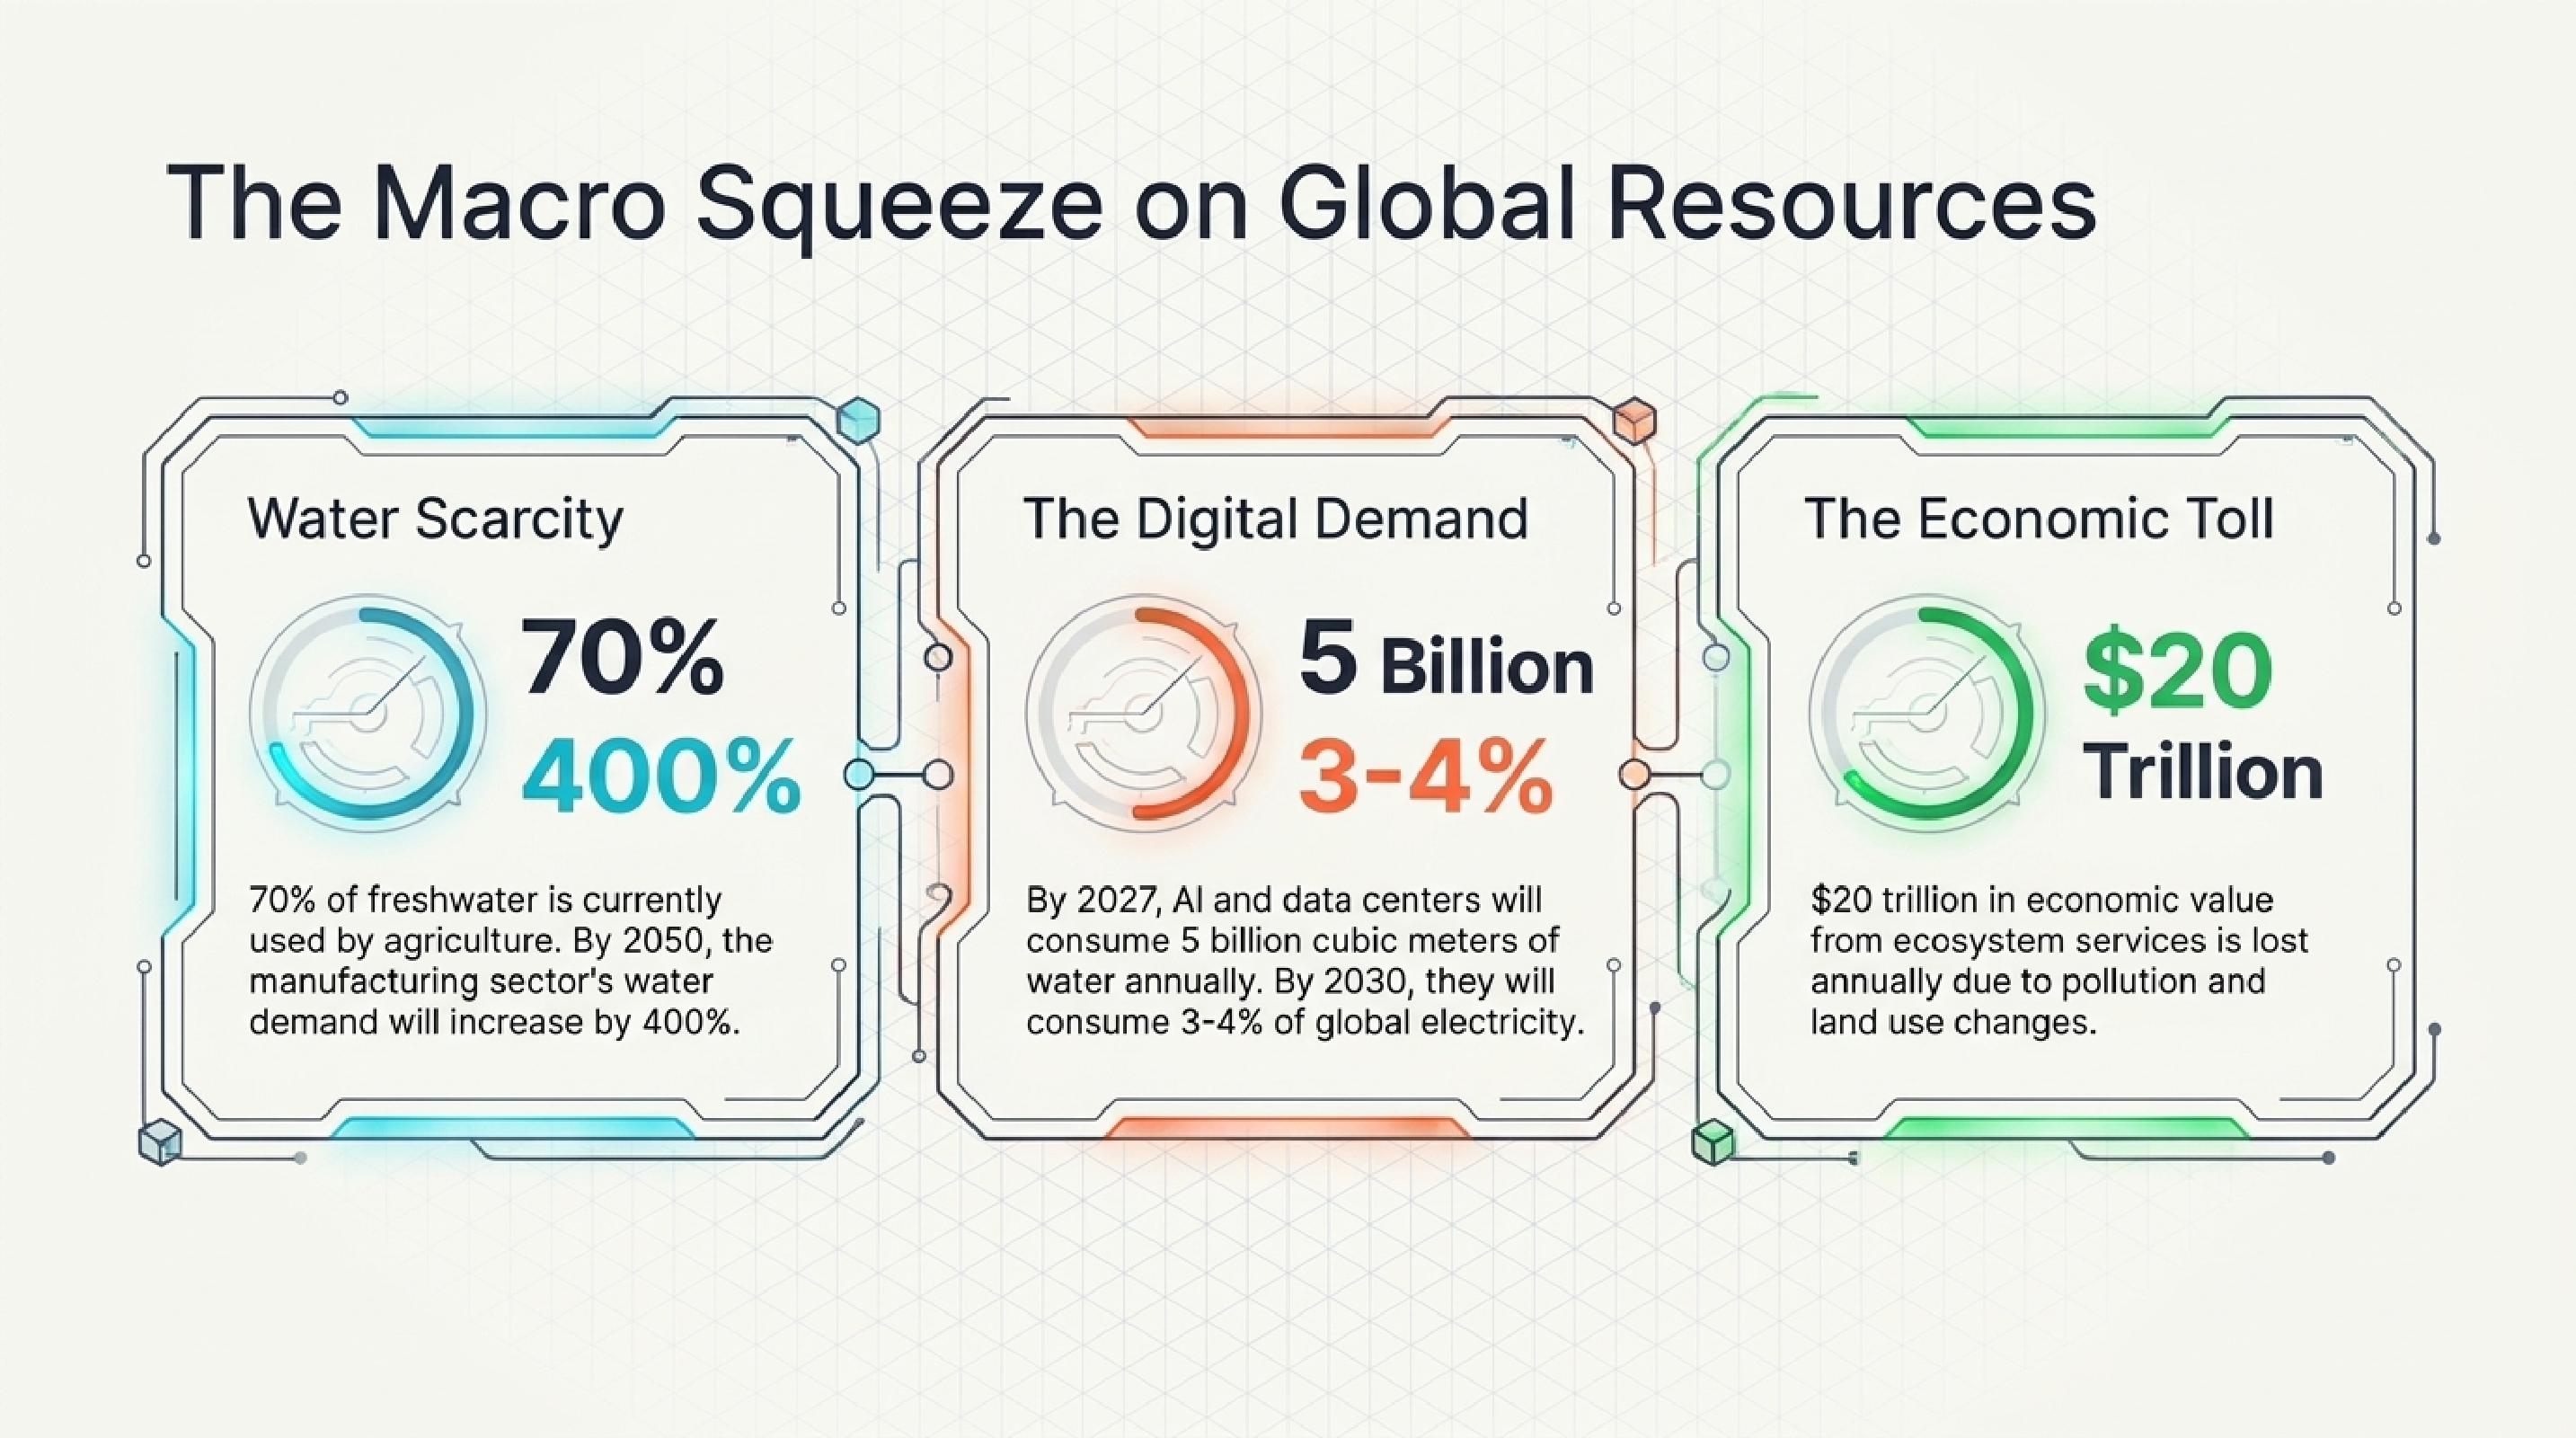 The Macro Squeeze on Global Resources
Water Scarcity
70%
400%
70% of freshwater is currently
used by agriculture. By 2050, the
manufacturing sector's water
demand will increase by 400%.
The Digital Demand
5 Billion
3-4%
By 2027, AI and data centers will
consume 5 billion cubic meters of
water annually. By 2030, they will
consume 3-4% of global electricity.
The Economic Toll
$20
Trillion
$20 trillion in economic value
from ecosystem services is lost
annually due to pollution and
land use changes.